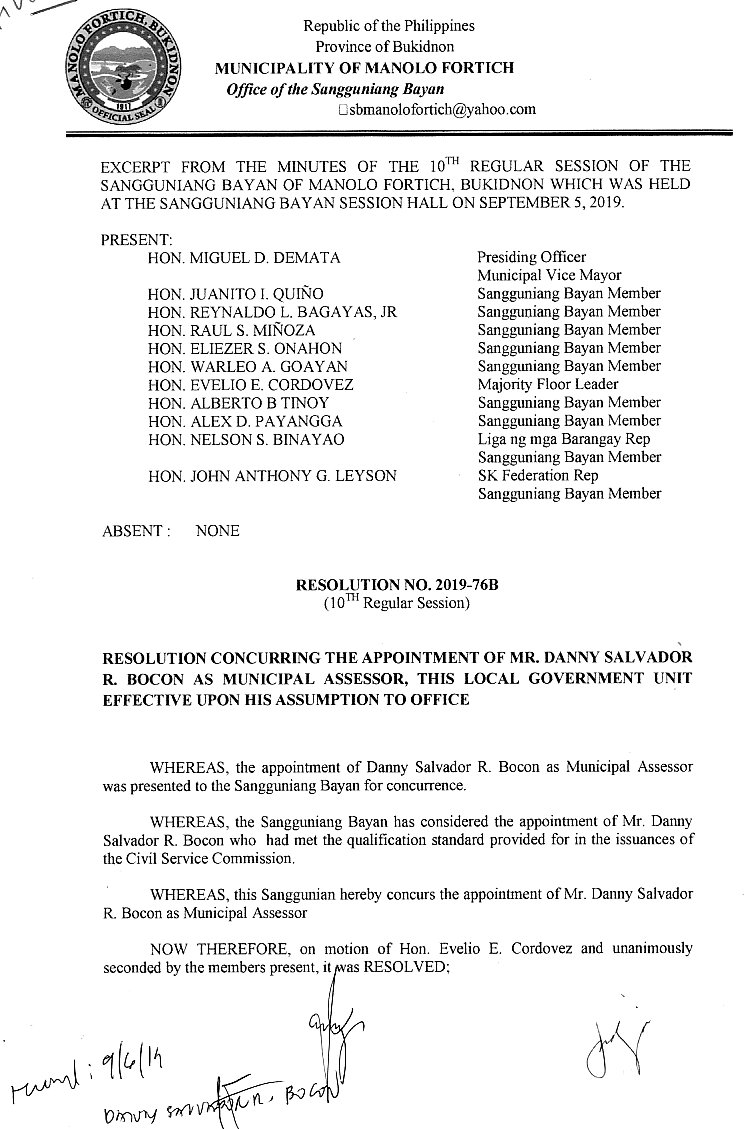 MANOLO FORTICH, BUKIDNON
1917
OFFICIAL SEAL
Republic of the Philippines
Province of Bukidnon
MUNICIPALITY OF MANOLO FORTICH
Office of the Sangguniang Bayan
□sbmanolofortich@yahoo.com
EXCERPT FROM THE MINUTES OF THE 10TH REGULAR SESSION OF THE
SANGGUNIANG BAYAN OF MANOLO FORTICH, BUKIDNON WHICH WAS HELD
AT THE SANGGUNIANG BAYAN SESSION HALL ON SEPTEMBER 5, 2019.
PRESENT:
HON. MIGUEL D. DEMATA Presiding Officer
Municipal Vice Mayor
HON. JUANITO I. QUIÑO Sangguniang Bayan Member
HON. REYNALDO L. BAGAYAS, JR Sangguniang Bayan Member
HON. RAUL S. MIÑOZA Sangguniang Bayan Member
HON. ELIEZER S. ONAHON Sangguniang Bayan Member
HON. WARLEO A. GOAYAN Sangguniang Bayan Member
HON. EVELIO E. CORDOVEZ Majority Floor Leader
HON. ALBERTO B TINOY Sangguniang Bayan Member
HON. ALEX D. PAYANGGA Sangguniang Bayan Member
HON. NELSON S. BINAYAO Liga ng mga Barangay Rep
Sangguniang Bayan Member
HON. JOHN ANTHONY G. LEYSON SK Federation Rep
Sangguniang Bayan Member
ABSENT : NONE
RESOLUTION NO. 2019-76B
(10TH Regular Session)
RESOLUTION CONCURRING THE APPOINTMENT OF MR. DANNY SALVADOR
R. BOCON AS MUNICIPAL ASSESSOR, THIS LOCAL GOVERNMENT UNIT
EFFECTIVE UPON HIS ASSUMPTION TO OFFICE
WHEREAS, the appointment of Danny Salvador R. Bocon as Municipal Assessor
was presented to the Sangguniang Bayan for concurrence.
WHEREAS, the Sangguniang Bayan has considered the appointment of Mr. Danny
Salvador R. Bocon who had met the qualification standard provided for in the issuances of
the Civil Service Commission.
WHEREAS, this Sanggunian hereby concurs the appointment of Mr. Danny Salvador
R. Bocon as Municipal Assessor
NOW THEREFORE, on motion of Hon. Evelio E. Cordovez and unanimously
seconded by the members present, it was RESOLVED;
: 9/6/19
DANNY SALVADOR R. BOCON